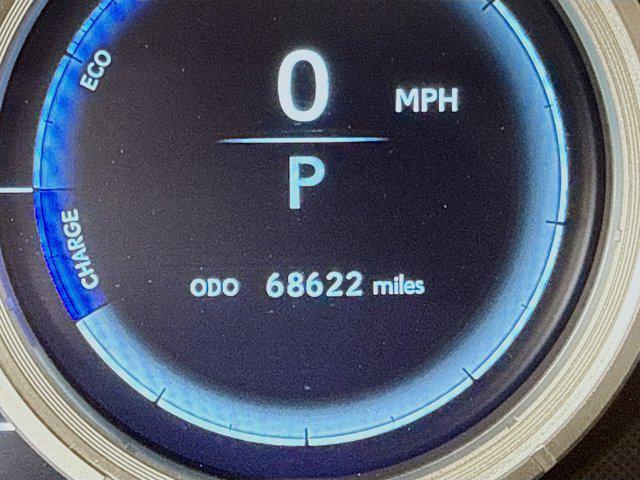 ECO
0 MPH
P
CHARGE
ODO 68622 miles